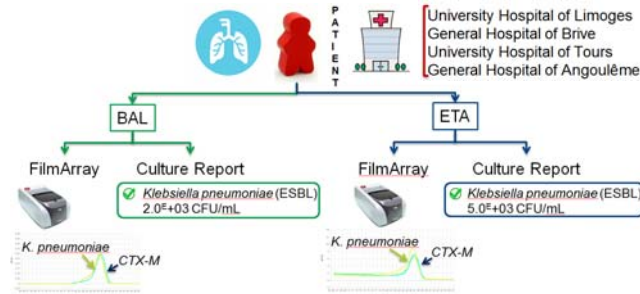 PATIENT
University Hospital of Limoges
General Hospital of Brive
University Hospital of Tours
General Hospital of Angoulême
BAL
ETA
FilmArray
Culture Report
Klebsiella pneumoniae (ESBL)
2.0ᴱ+03 CFU/mL
K. pneumoniae
CTX-M
FilmArray
Culture Report
Klebsiella pneumoniae (ESBL)
5.0ᴱ+03 CFU/mL
K. pneumoniae
CTX-M